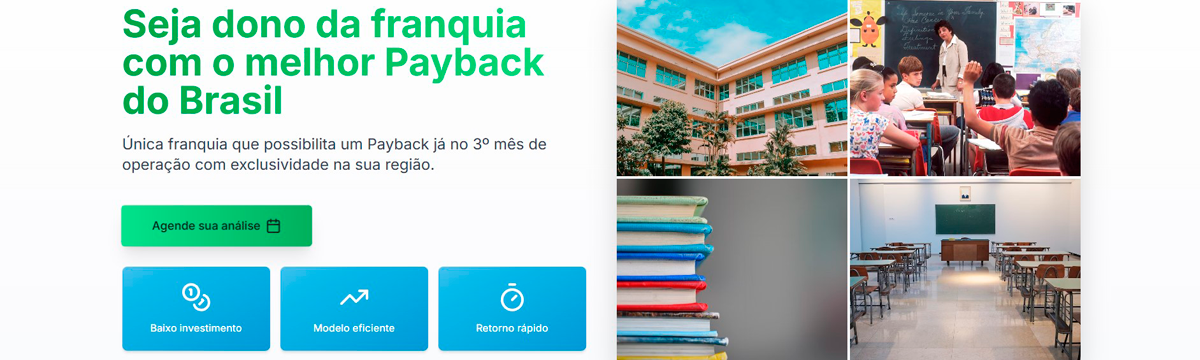 Seja dono da franquia
com o melhor Payback
do Brasil
Única franquia que possibilita um Payback já no 3º mês de
operação com exclusividade na sua região.
Agende sua análise
Baixo investimento
Modelo eficiente
Retorno rápido